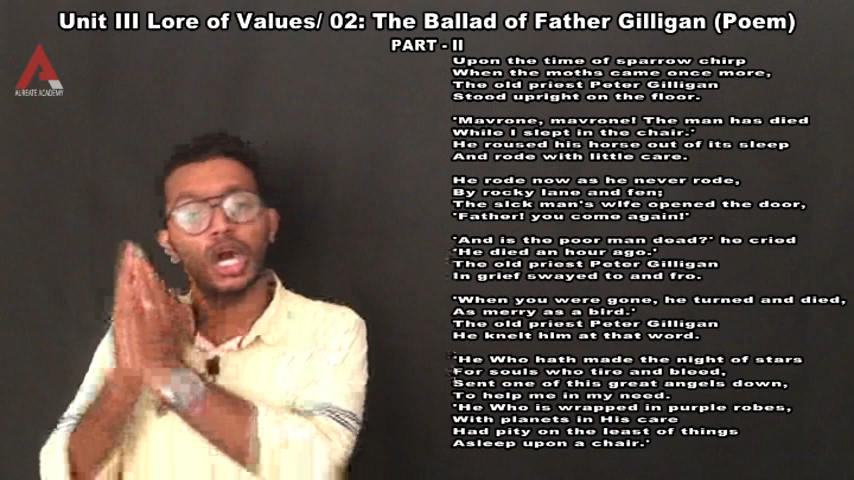 Unit III Lore of Values/ 02: The Ballad of Father Gilligan (Poem)
PART - II
AUREATE ACADEMY
Upon the time of sparrow chirp
When the moths came once more,
The old priest Peter Gilligan
Stood upright on the floor.
'Mavrone, mavrone! The man has died
While I slept in the chair.'
He roused his horse out of its sleep
And rode with little care.
He rode now as he never rode,
By rocky lane and fen;
The sick man's wife opened the door,
'Father! you come again!'
'And is the poor man dead?' he cried
'He died an hour ago.'
The old priest Peter Gilligan
In grief swayed to and fro.
'When you were gone, he turned and died,
As merry as a bird.'
The old priest Peter Gilligan
He knelt him at that word.
'He Who hath made the night of stars
For souls who tire and bleed,
Sent one of this great angels down,
To help me in my need.
'He Who is wrapped in purple robes,
With planets in His care
Had pity on the least of things
Asleep upon a chair.'